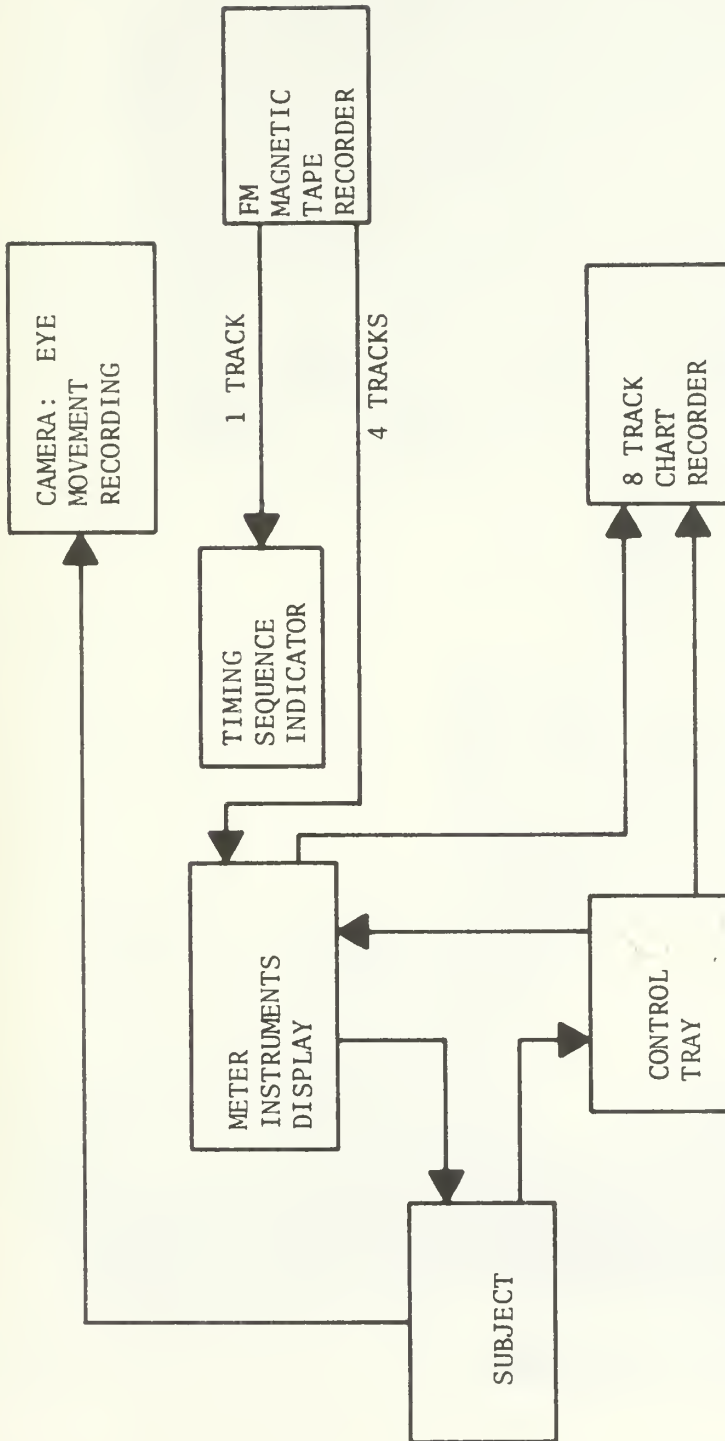 CAMERA: EYE
MOVEMENT
RECORDING
FM
MAGNETIC
TAPE
RECORDER
1 TRACK
4 TRACKS
TIMING
SEQUENCE
INDICATOR
METER
INSTRUMENTS
DISPLAY
SUBJECT
CONTROL
TRAY
8 TRACK
CHART
RECORDER